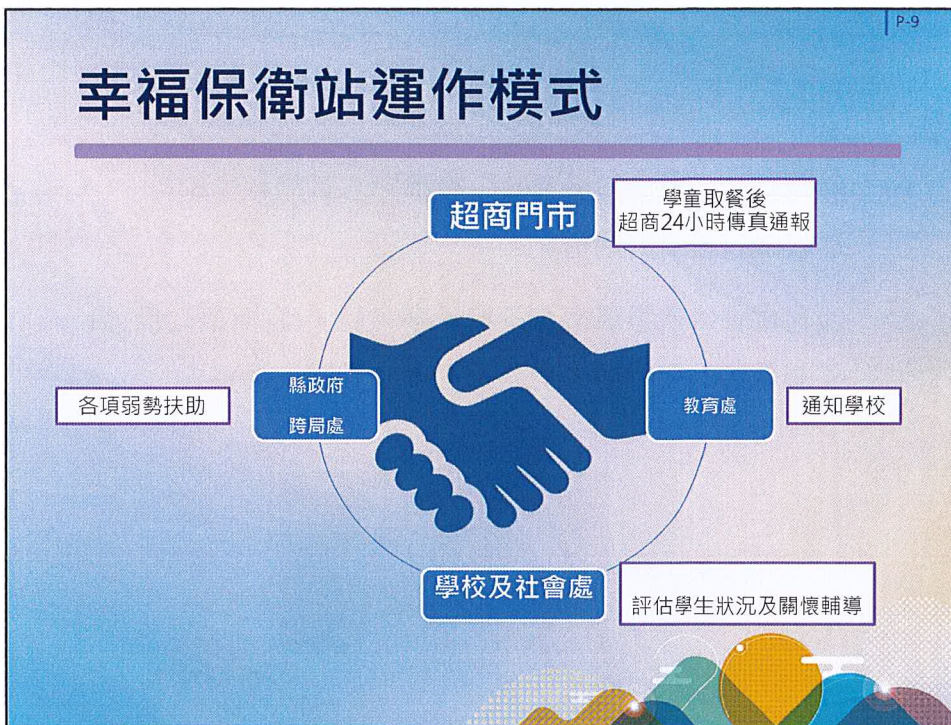 P-9
幸福保衛站運作模式
超商門市
學童取餐後
超商24小時傳真通報
各項弱勢扶助
縣政府
跨局處
教育處
通知學校
學校及社會處
評估學生狀況及關懷輔導